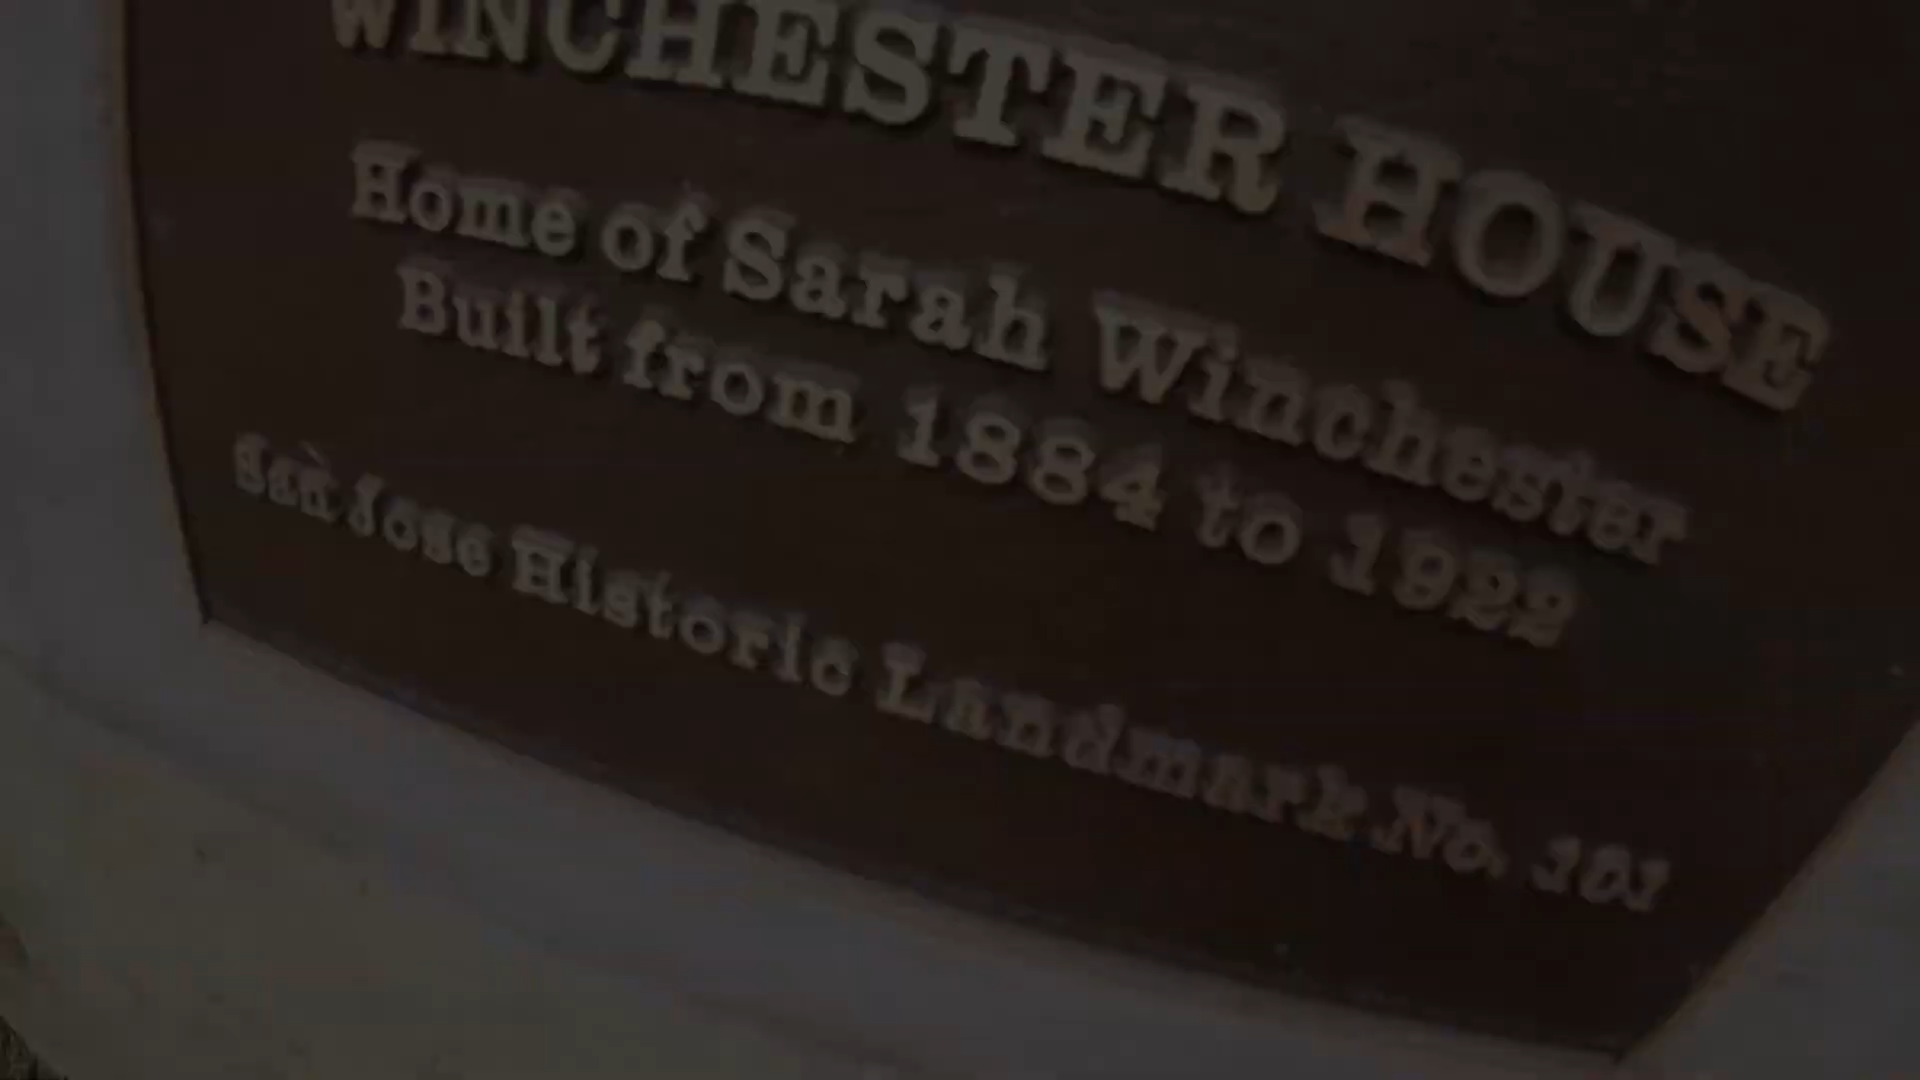 WINCHESTER HOUSE
Home of Sarah Winchester
Built from 1884 to 1922
San Jose Historic Landmark No. 101